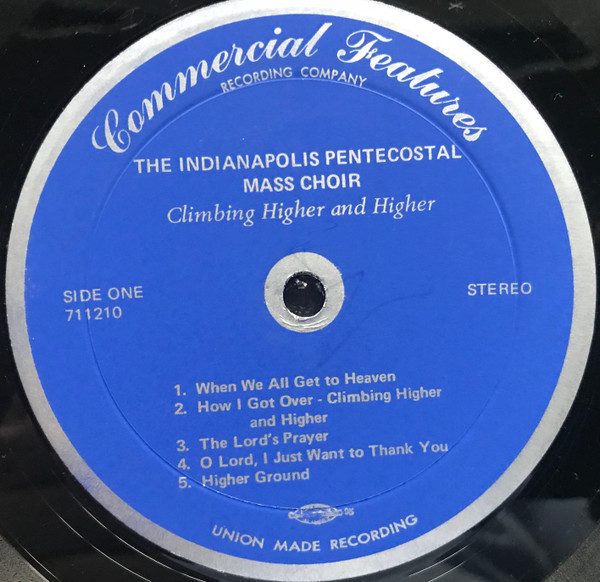 Commercial Features
RECORDING COMPANY
THE INDIANAPOLIS PENTECOSTAL
MASS CHOIR
Climbing Higher and Higher
SIDE ONE
711210
STEREO
1. When We All Get to Heaven
2. How I Got Over - Climbing Higher
and Higher
3. The Lord's Prayer
4. O Lord, I Just Want to Thank You
5. Higher Ground
UNION MADE RECORDING